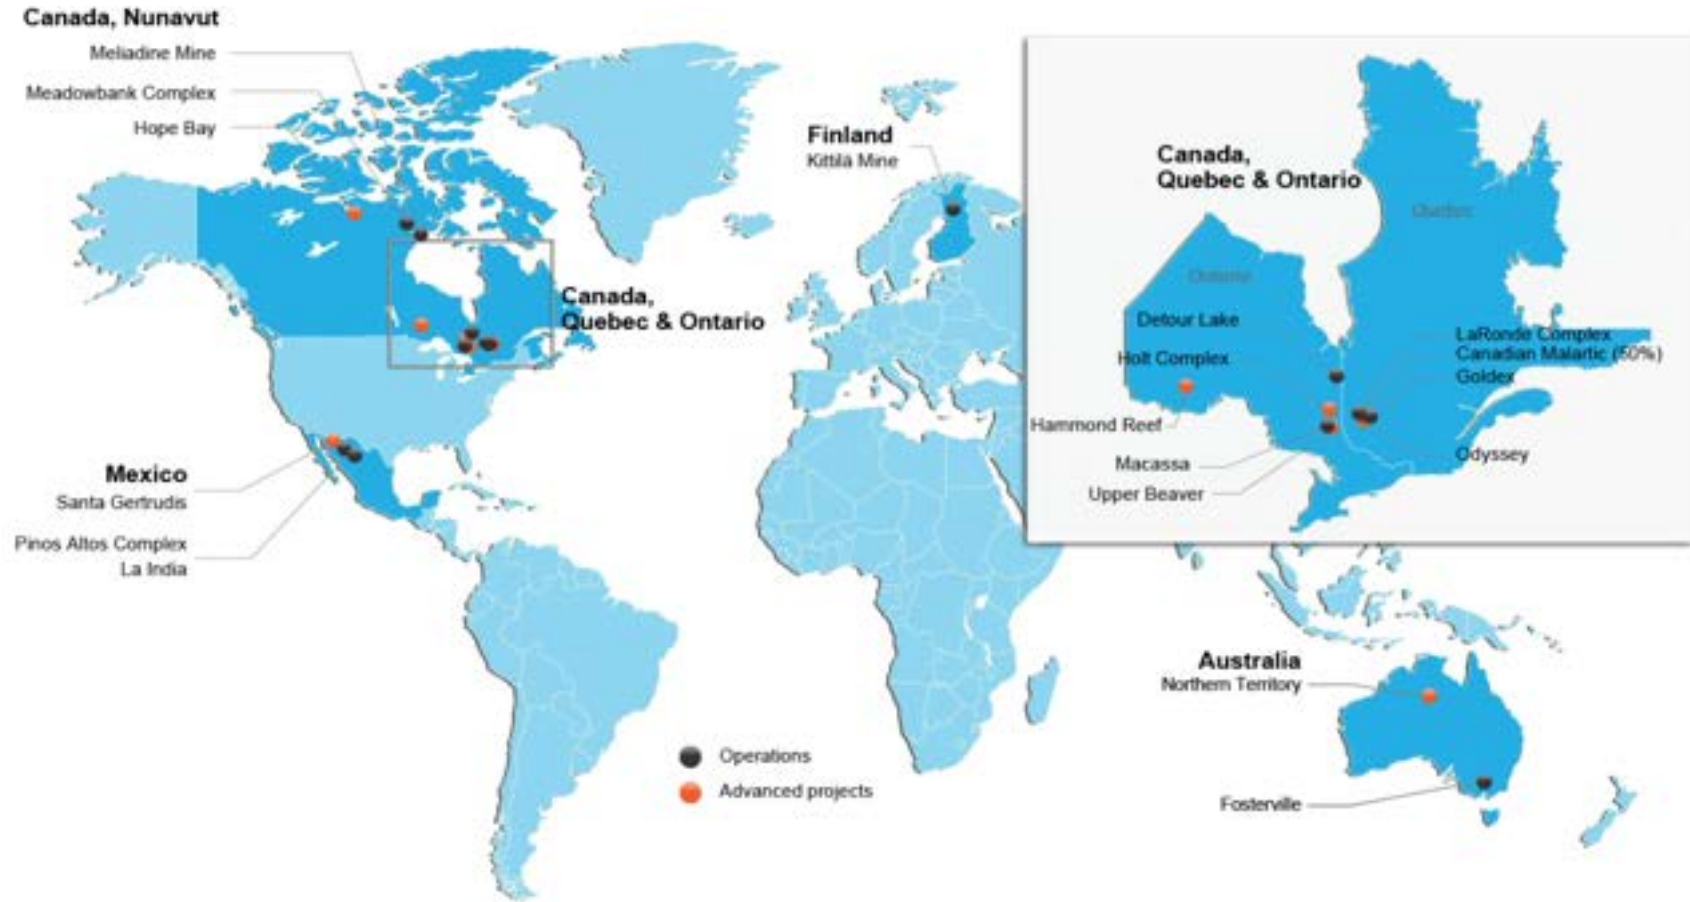 Canada, Nunavut
Meliadine Mine
Meadowbank Complex
Hope Bay
Finland
Kittila Mine
Canada,
Quebec & Ontario
Mexico
Santa Gertrudis
Pinos Altos Complex
La India
Operations
Advanced projects
Canada,
Quebec & Ontario
Quebec
Ontario
Detour Lake
Holt Complex
Hammond Reef
Macassa
Upper Beaver
LaRonde Complex
Canadian Malartic (50%)
Goldex
Odyssey
Australia
Northern Territory
Fosterville